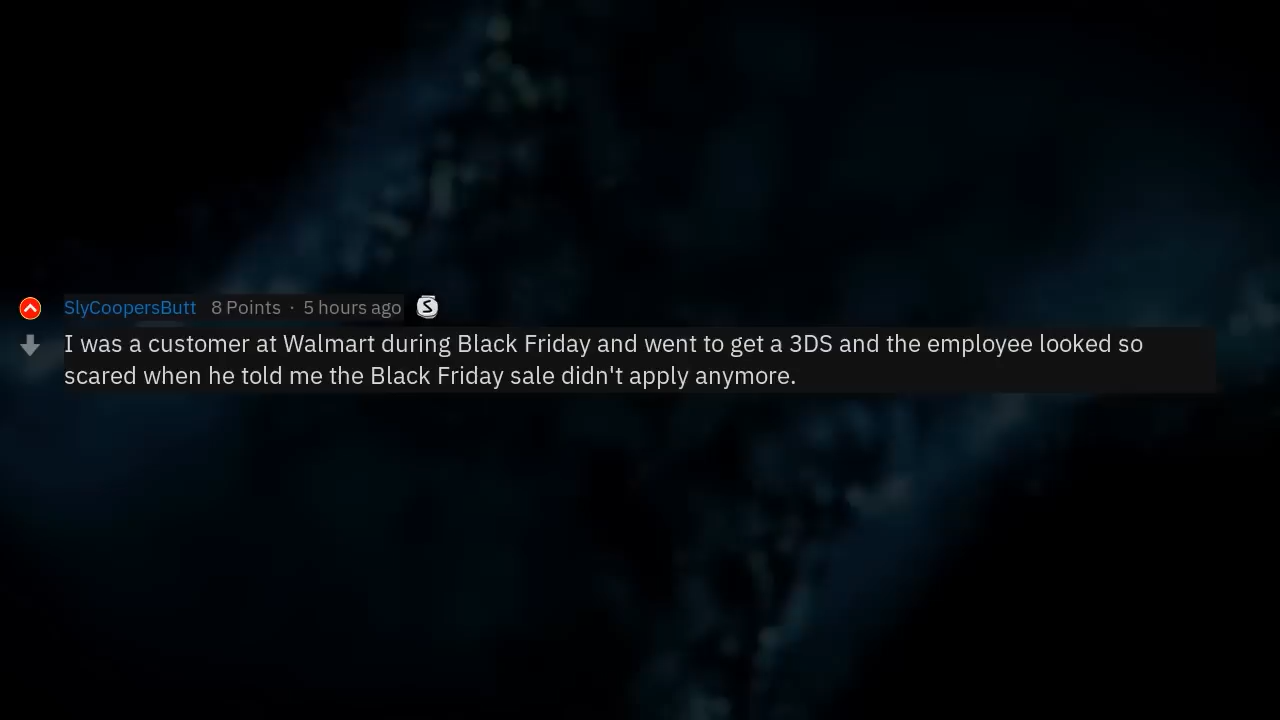 SlyCoopersButt 8 Points · 5 hours ago S
I was a customer at Walmart during Black Friday and went to get a 3DS and the employee looked so
scared when he told me the Black Friday sale didn't apply anymore.